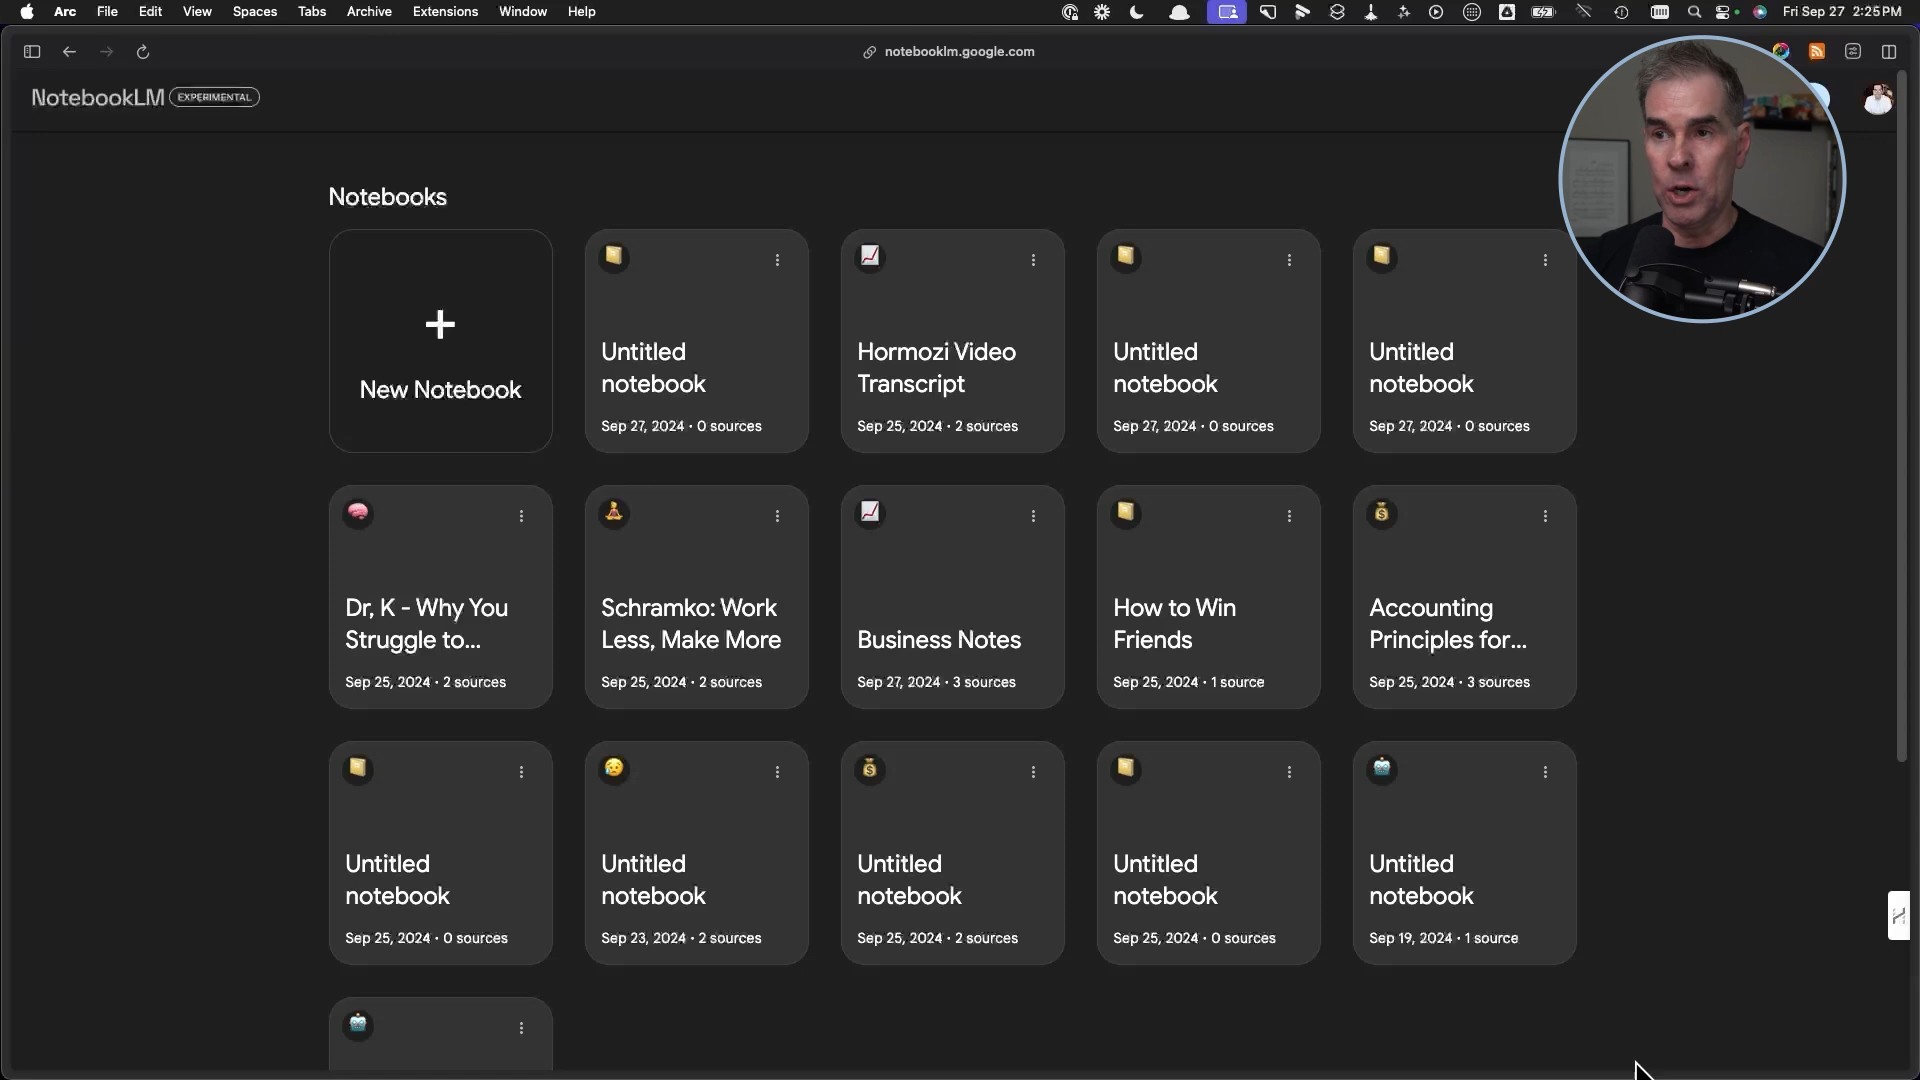 Arc File Edit View Spaces Tabs Archive Extensions Window Help Fri Sep 27 2:25 PM
notebooklm.google.com
NotebookLM EXPERIMENTAL
Notebooks
New Notebook
Untitled
notebook
Sep 27, 2024 • 0 sources
Hormozi Video
Transcript
Sep 25, 2024 • 2 sources
Untitled
notebook
Sep 27, 2024 • 0 sources
Untitled
notebook
Sep 27, 2024 • 0 sources
Dr, K - Why You
Struggle to...
Sep 25, 2024 • 2 sources
Schramko: Work
Less, Make More
Sep 25, 2024 • 2 sources
Business Notes
Sep 27, 2024 • 3 sources
How to Win
Friends
Sep 25, 2024 • 1 source
Accounting
Principles for...
Sep 25, 2024 • 3 sources
Untitled
notebook
Sep 25, 2024 • 0 sources
Untitled
notebook
Sep 23, 2024 • 2 sources
Untitled
notebook
Sep 25, 2024 • 2 sources
Untitled
notebook
Sep 25, 2024 • 0 sources
Untitled
notebook
Sep 19, 2024 • 1 source